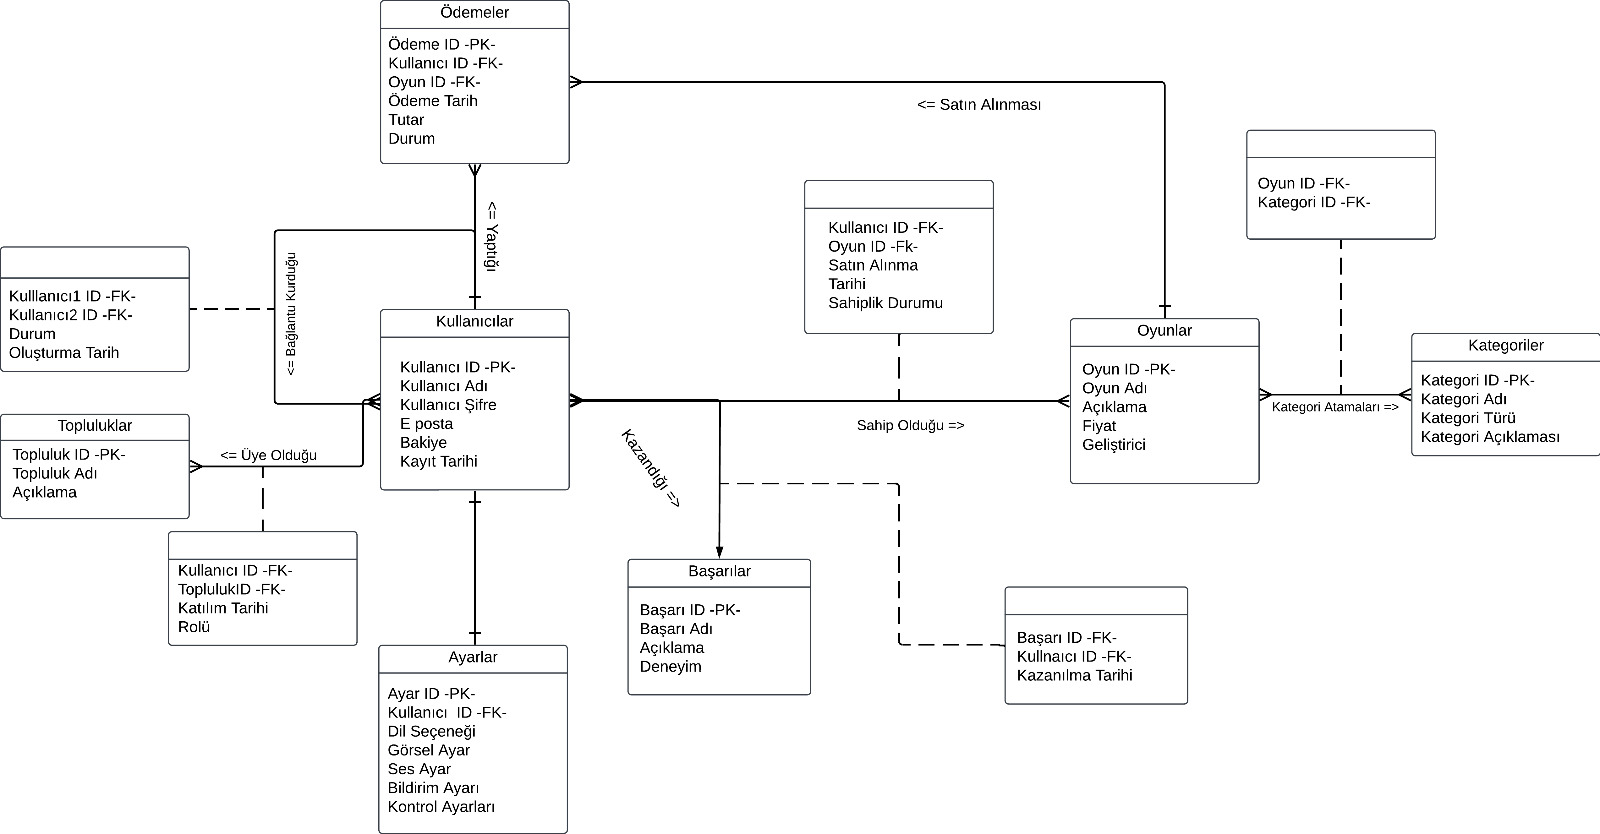 Ödemeler
Ödeme ID -PK-
Kullanıcı ID -FK-
Oyun ID -FK-
Ödeme Tarih
Tutar
Durum
<= Satın Alınması
<= Yaptığı
<= Bağlantu Kurduğu
Kulllanıcı1 ID -FK-
Kullanıcı2 ID -FK-
Durum
Oluşturma Tarih
Kullanıcılar
Kullanıcı ID -PK-
Kullanıcı Adı
Kullanıcı Şifre
E posta
Bakiye
Kayıt Tarihi
Kullanıcı ID -FK-
Oyun ID -Fk-
Satın Alınma
Tarihi
Sahiplik Durumu
Sahip Olduğu =>
Oyunlar
Oyun ID -PK-
Oyun Adı
Açıklama
Fiyat
Geliştirici
Oyun ID -FK-
Kategori ID -FK-
Kategori Atamaları =>
Kategoriler
Kategori ID -PK-
Kategori Adı
Kategori Türü
Kategori Açıklaması
Topluluklar
Topluluk ID -PK-
Topluluk Adı
Açıklama
<= Üye Olduğu
Kullanıcı ID -FK-
ToplulukID -FK-
Katılım Tarihi
Rolü
Kazandığı =>
Başarılar
Başarı ID -PK-
Başarı Adı
Açıklama
Deneyim
Başarı ID -FK-
Kullnaıcı ID -FK-
Kazanılma Tarihi
Ayarlar
Ayar ID -PK-
Kullanıcı  ID -FK-
Dil Seçeneği
Görsel Ayar
Ses Ayar
Bildirim Ayarı
Kontrol Ayarları